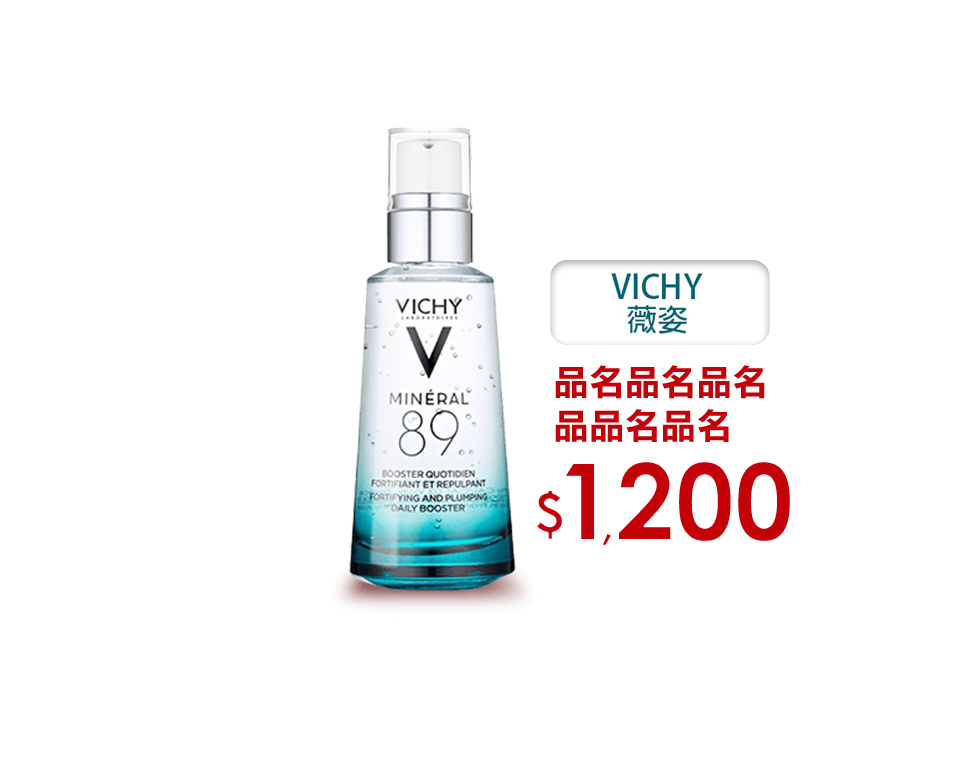 VICHY
LABORATOIRES
V
MINÉRAL
89
BOOSTER QUOTIDIEN
FORTIFIANT ET REPULPANT
FORTIFYING AND PLUMPING
DAILY BOOSTER
VICHY
薇姿
品名品名品名
品品名品名
$1,200